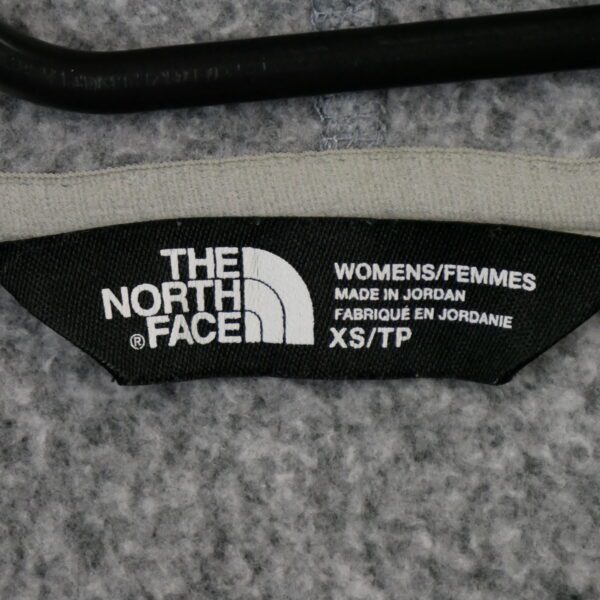 THE
NORTH
® FACE
WOMENS/FEMMES
MADE IN JORDAN
FABRIQUÉ EN JORDANIE
XS/TP